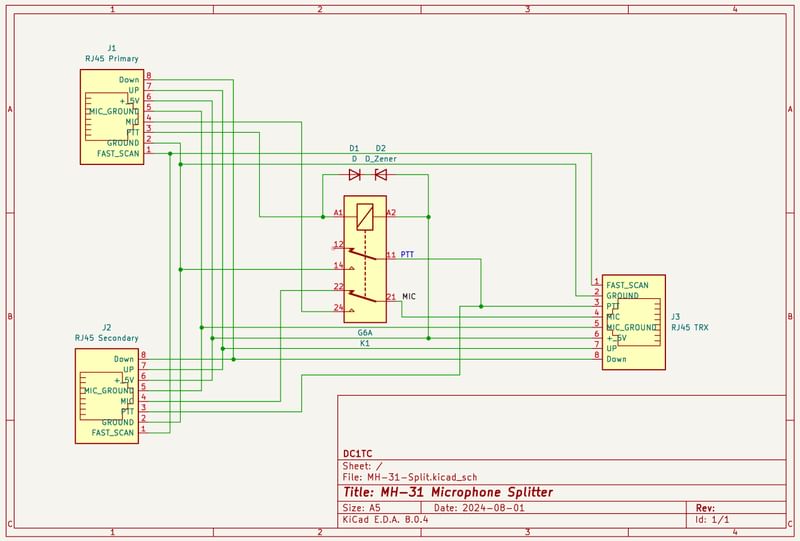 1 2 3 4
A A
B B
C C
1 2 3 4
J1
RJ45 Primary
Down 8
UP 7
+_5V 6
MIC_GROUND 5
MIC 4
PTT 3
GROUND 2
FAST_SCAN 1
D1 D2
D D_Zener
A1 A2
12
11 PTT
14
22
21 MIC
24
G6A
K1
1 FAST_SCAN
2 GROUND
3 PTT
4 MIC
5 MIC_GROUND
6 +_5V
7 UP
8 Down
J3
RJ45 TRX
J2
RJ45 Secondary
Down 8
UP 7
+_5V 6
MIC_GROUND 5
MIC 4
PTT 3
GROUND 2
FAST_SCAN 1
DC1TC
Sheet: /
File: MH-31-Split.kicad_sch
Title: MH-31 Microphone Splitter
Size: A5 Date: 2024-08-01 Rev:
KiCad E.D.A. 8.0.4 Id: 1/1